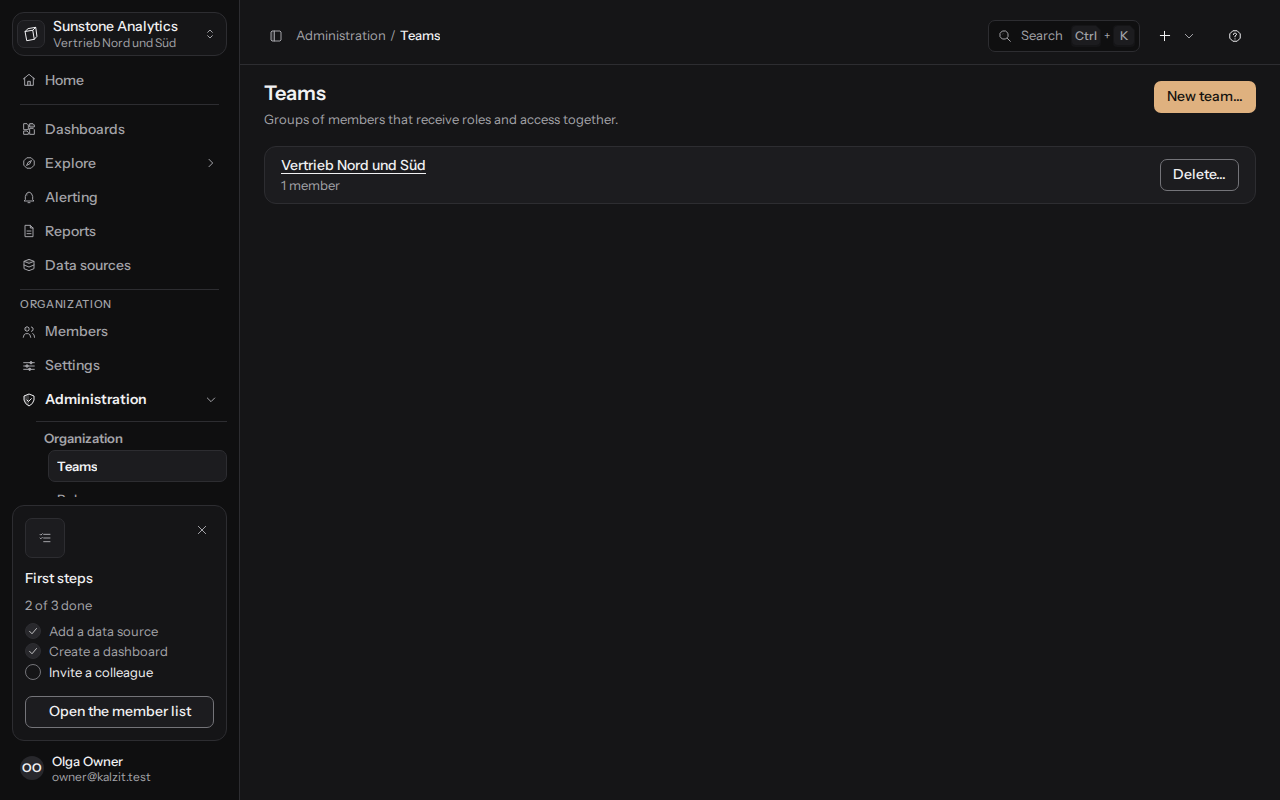 Sunstone Analytics
Vertrieb Nord und Süd
Home
Dashboards
Explore
Alerting
Reports
Data sources
ORGANIZATION
Members
Settings
Administration
Organization
Teams
First steps
2 of 3 done
Add a data source
Create a dashboard
Invite a colleague
Open the member list
OO
Olga Owner
owner@kalzit.test
Administration / Teams
Search Ctrl + K
Teams
New team...
Groups of members that receive roles and access together.
Vertrieb Nord und Süd
1 member
Delete...